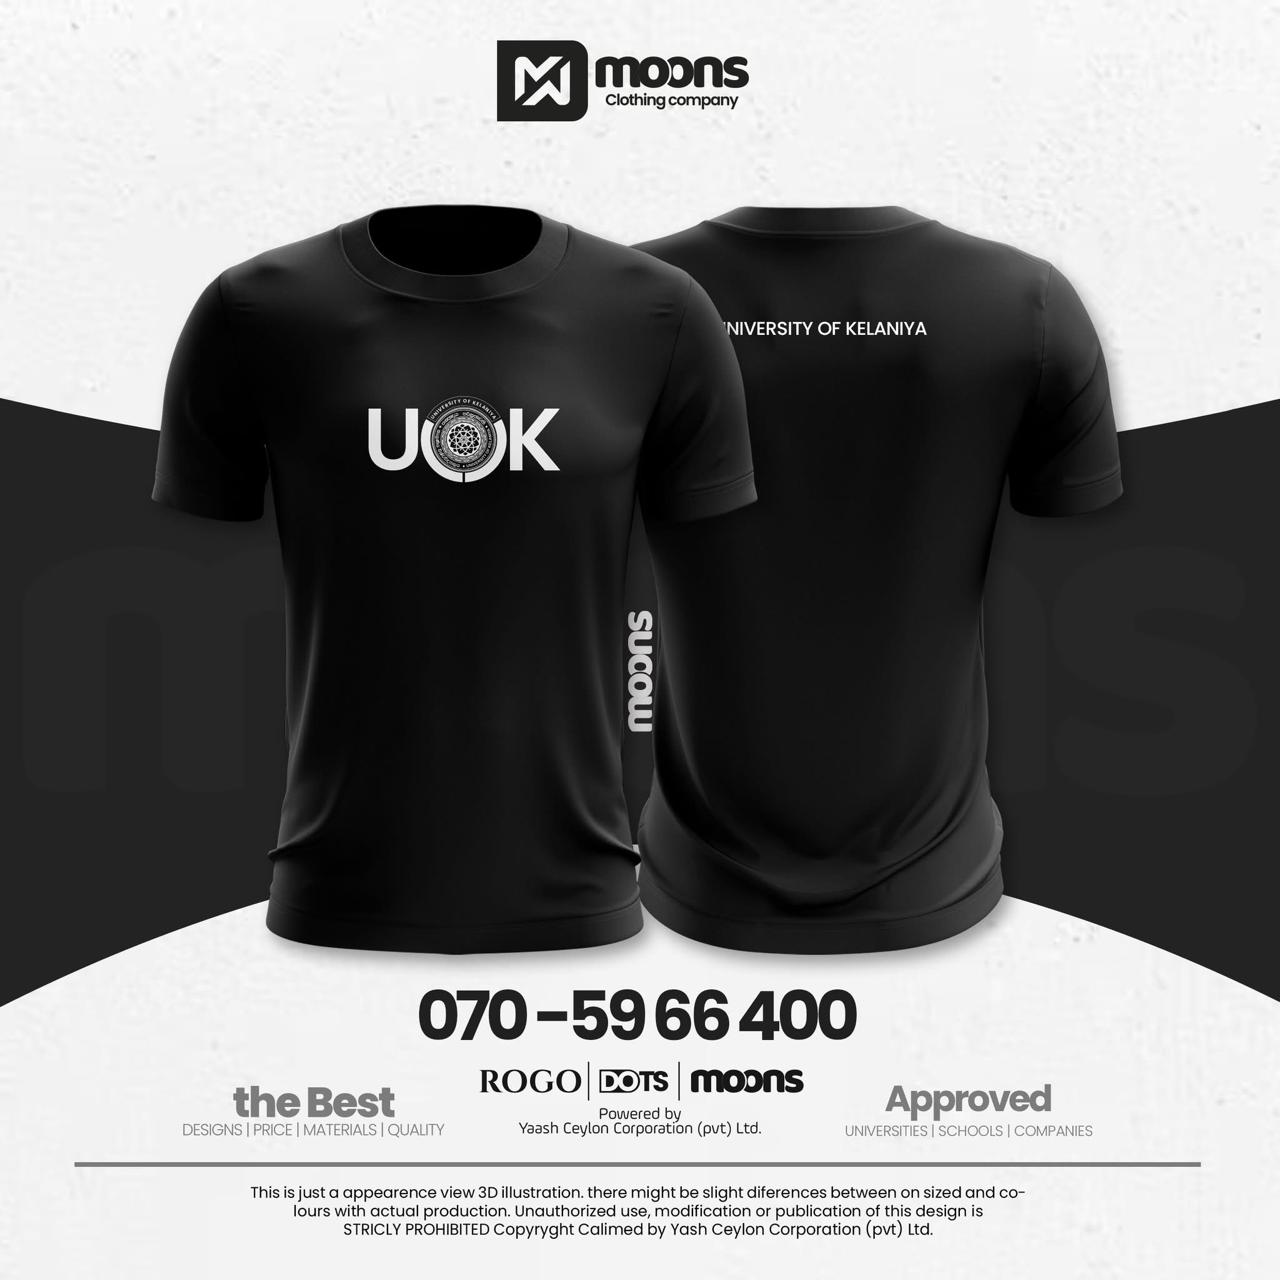 moons
Clothing company
UNIVERSITY OF KELANIYA
UNIVERSITY OF KELANIYA
UOK
moons
070 - 59 66 400
ROGO | DOTS | moons
the Best
DESIGNS | PRICE | MATERIALS | QUALITY
Powered by
Yaash Ceylon Corporation (pvt) Ltd.
Approved
UNIVERSITIES | SCHOOLS | COMPANIES
This is just a appearence view 3D illustration. there might be slight diferences between on sized and co-
lours with actual production. Unauthorized use, modification or publication of this design is
STRICLY PROHIBITED Copyryght Calimed by Yash Ceylon Corporation (pvt) Ltd.